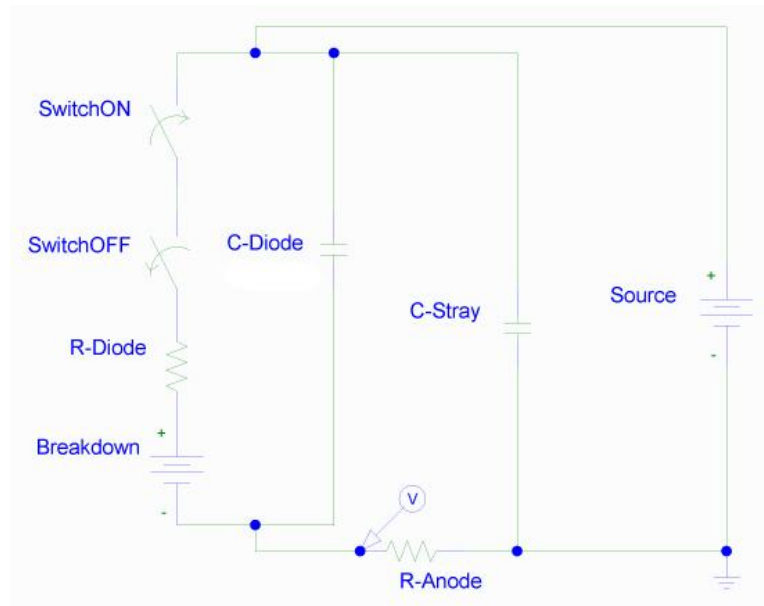 SwitchON
SwitchOFF
C-Diode
R-Diode
Breakdown
+
-
C-Stray
Source
+
-
V
R-Anode